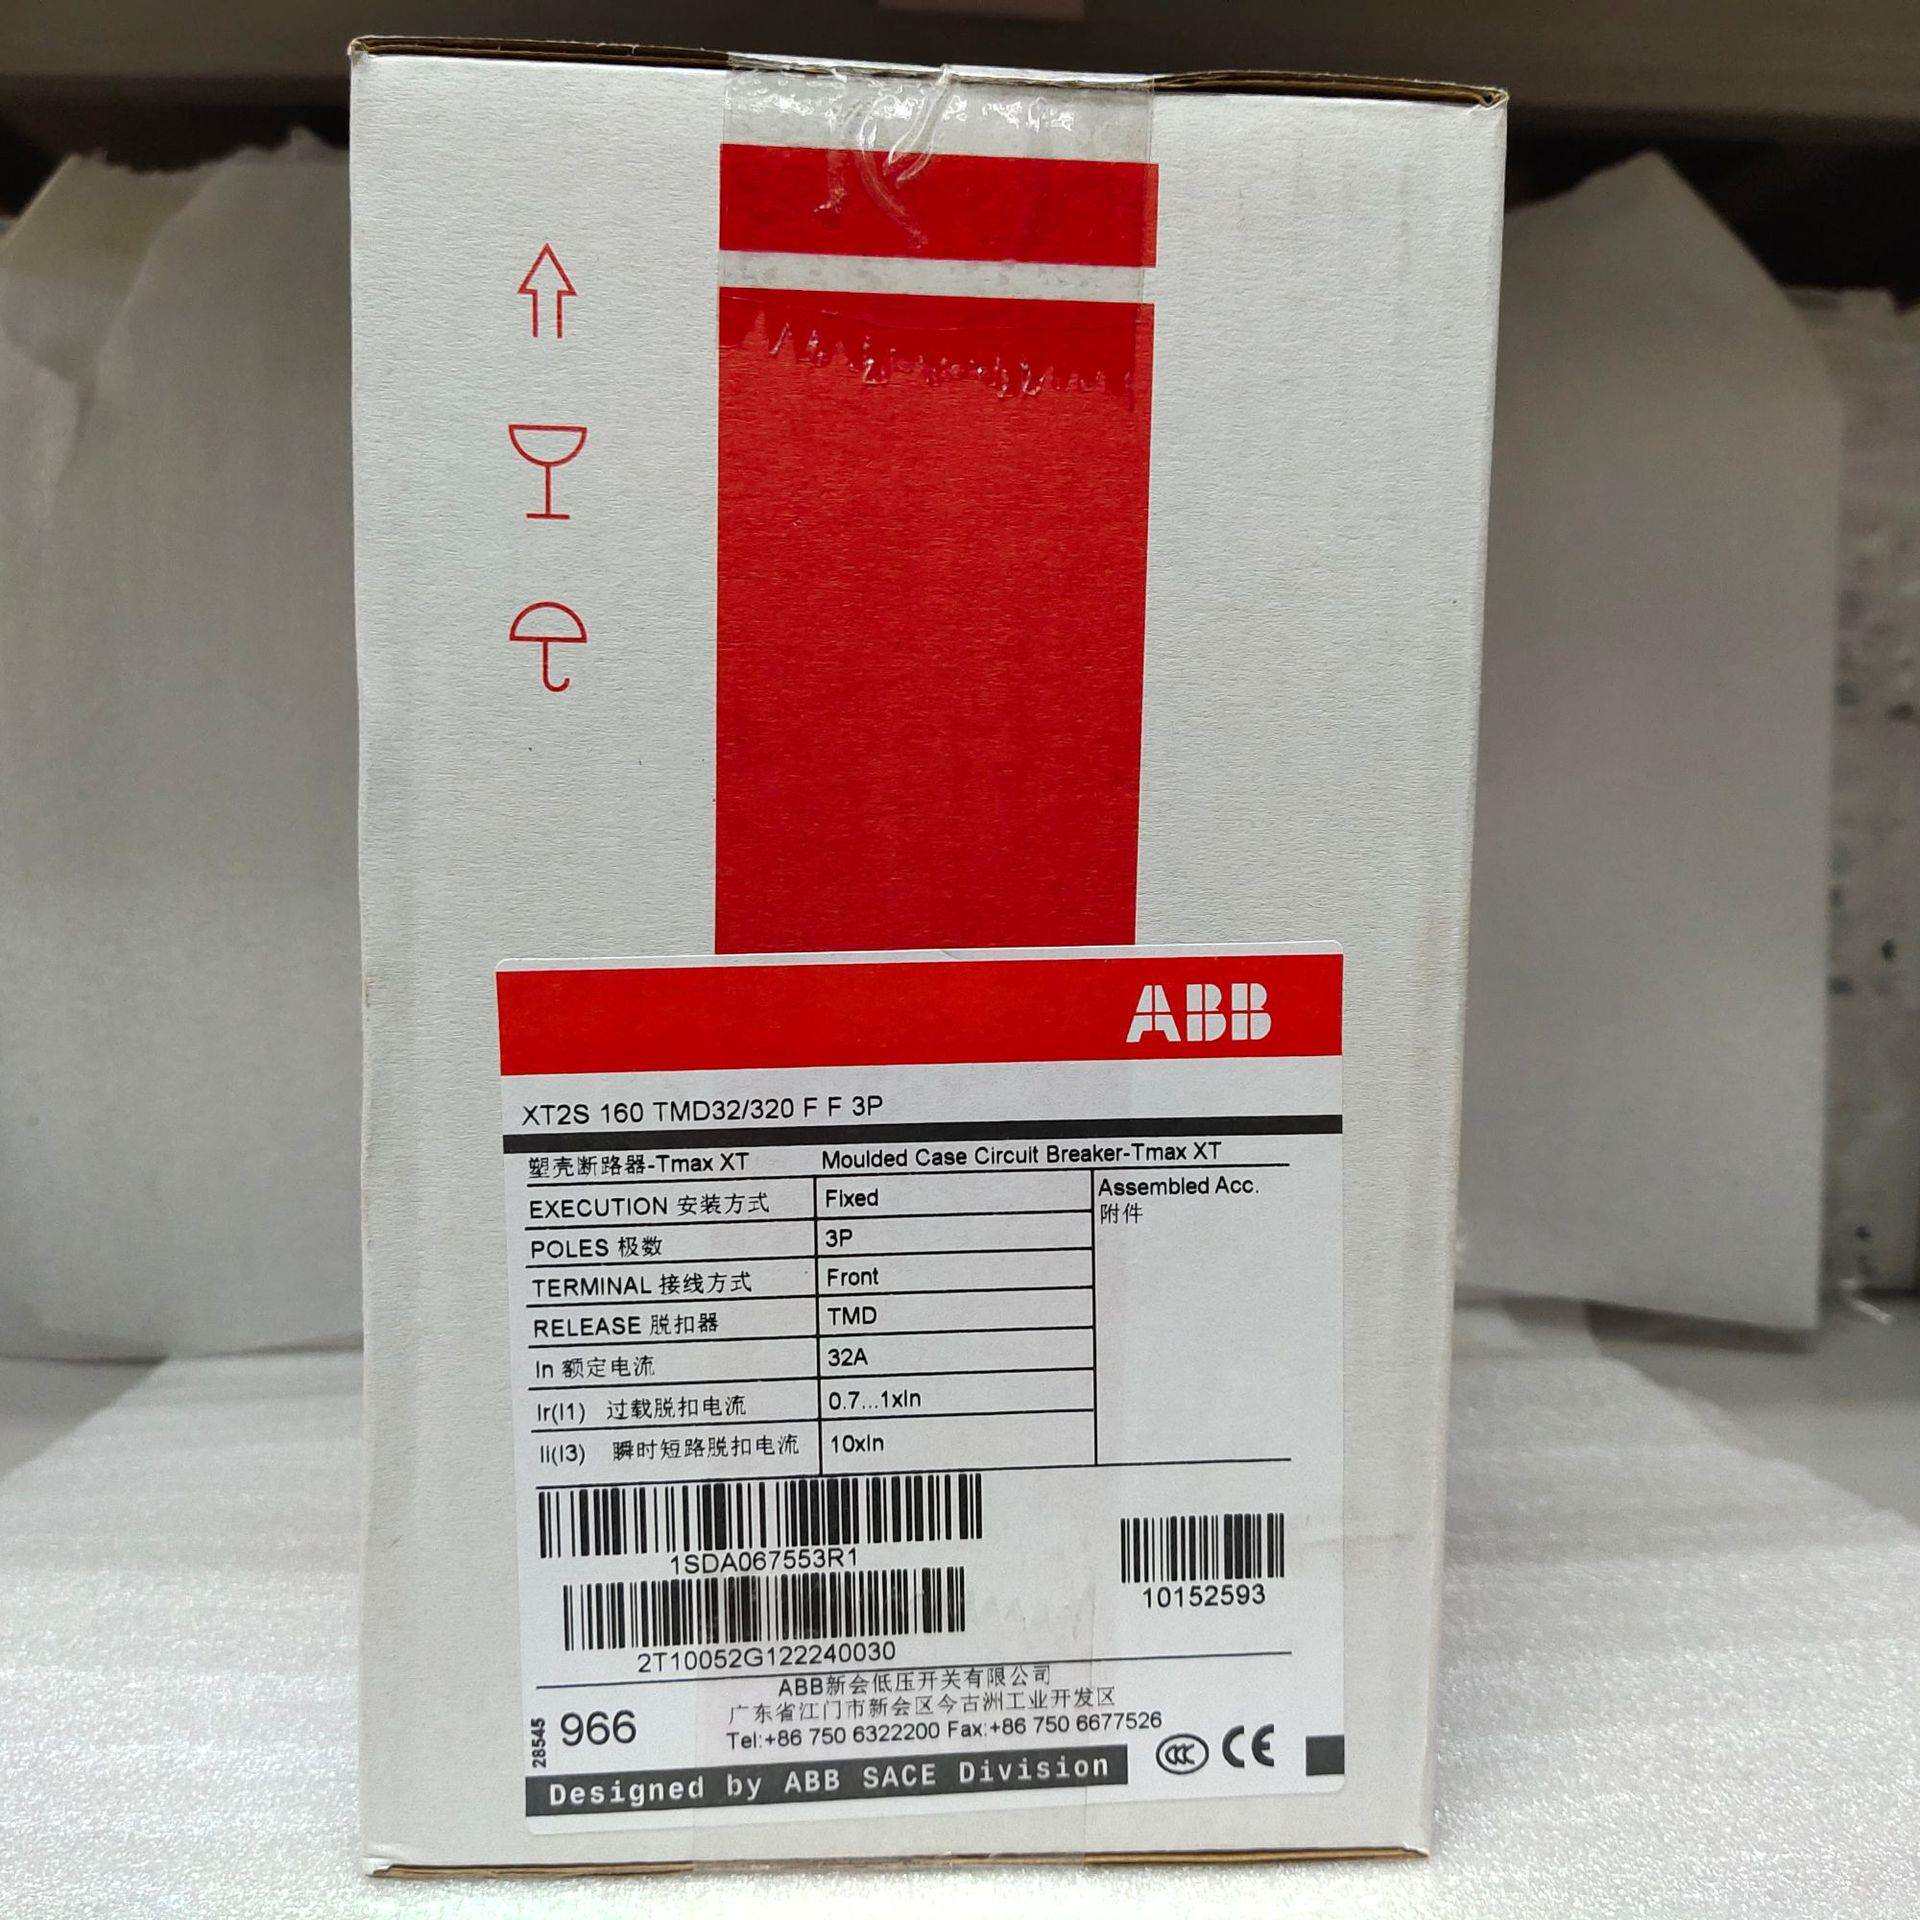 ABB
XT2S 160 TMD32/320 F F 3P
塑壳断路器-Tmax XT Moulded Case Circuit Breaker-Tmax XT
EXECUTION 安装方式 Fixed Assembled Acc.
附件
POLES 极数 3P
TERMINAL 接线方式 Front
RELEASE 脱扣器 TMD
In 额定电流 32A
Ir(I1) 过载脱扣电流 0.7...1xIn
Ii(I3) 瞬时短路脱扣电流 10xIn
1SDA067553R1
10152593
2T10052G122240030
ABB新会低压开关有限公司
广东省江门市新会区今古洲工业开发区
Tel:+86 750 6322200 Fax:+86 750 6677526
28545
966
CCC CE
Designed by ABB SACE Division